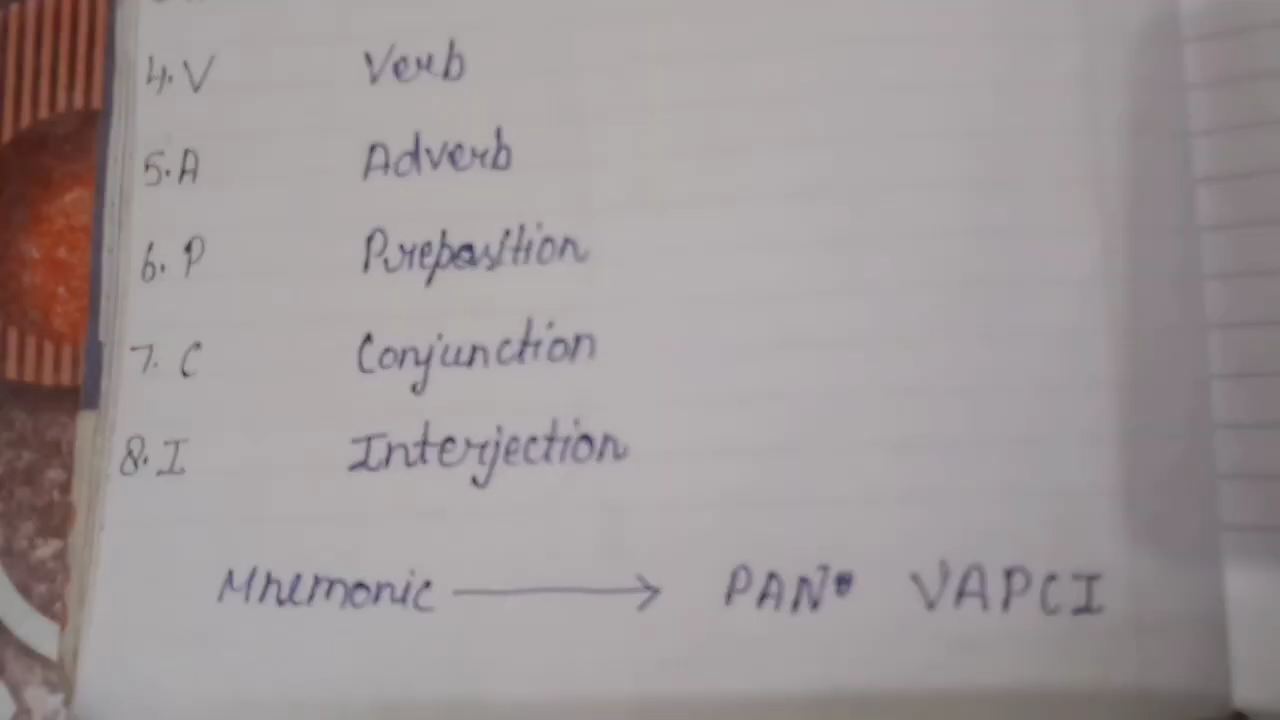 4. V Verb
5. A Adverb
6. P Preposition
7. C Conjunction
8. I Interjection
Mnemonic → PAN VAPCI